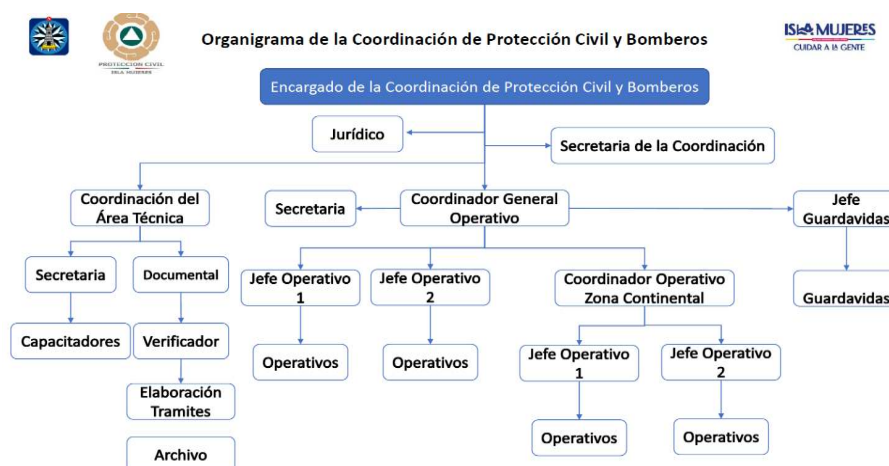 Organigrama de la Coordinación de Protección Civil y Bomberos
ISLA MUJERES
CUIDAR A LA GENTE
PROTECCIÓN CIVIL
ISLA MUJERES
Encargado de la Coordinación de Protección Civil y Bomberos
Jurídico
Secretaria de la Coordinación
Coordinación del
Área Técnica
Secretaria
Coordinador General
Operativo
Jefe
Guardavidas
Secretaria
Documental
Jefe Operativo
1
Jefe Operativo
2
Coordinador Operativo
Zona Continental
Guardavidas
Capacitadores
Verificador
Operativos
Operativos
Jefe Operativo
1
Jefe Operativo
2
Elaboración
Tramites
Operativos
Operativos
Archivo